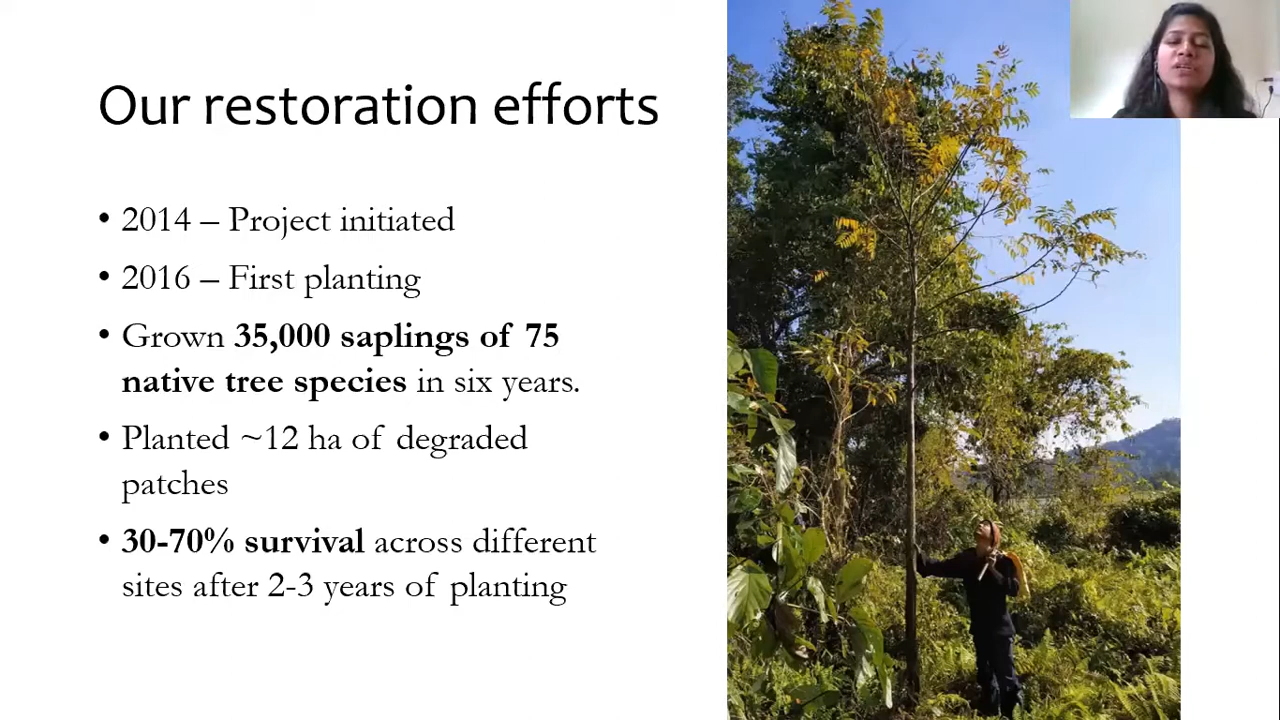 Our restoration efforts
• 2014 – Project initiated
• 2016 – First planting
• Grown 35,000 saplings of 75
native tree species in six years.
• Planted ~12 ha of degraded
patches
• 30-70% survival across different
sites after 2-3 years of planting